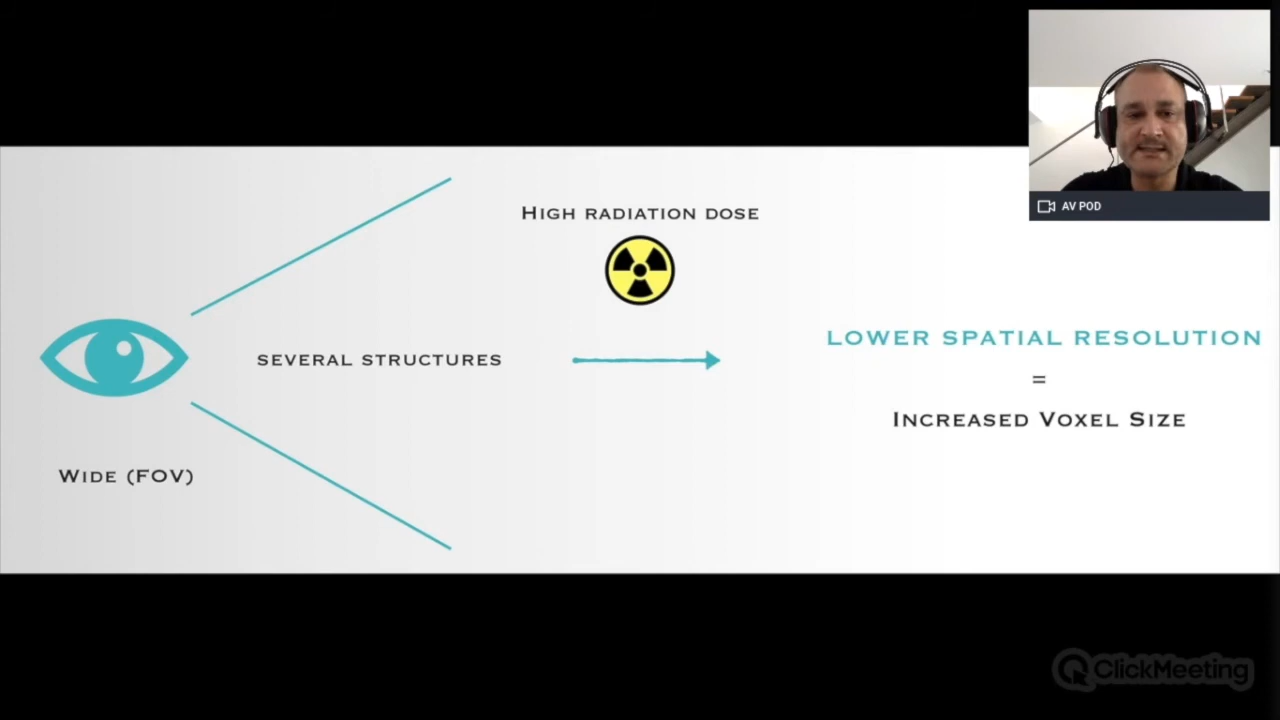 HIGH RADIATION DOSE
SEVERAL STRUCTURES
WIDE (FOV)
LOWER SPATIAL RESOLUTION
=
INCREASED VOXEL SIZE
AV POD
ClickMeeting